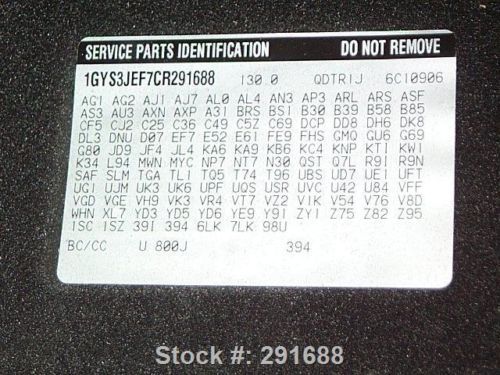 SERVICE PARTS IDENTIFICATION DO NOT REMOVE
1GYS3JEF7CR291688 130.0 QDTRIJ 6C10906
AG1 AG2 AJ1 AJ7 AL0 AL4 AN3 AP3 ARL ARS ASF
AS3 AU3 AXN AXP A31 BRS BS1 B30 B39 B58 B85
CF5 CJ2 C25 C36 C49 C5Z C69 DCP DD8 DH6 DK8
DL3 DNU D07 EF7 E52 E61 FE9 FHS GMQ GU6 G69
G80 JD9 JF4 JL4 KA6 KA9 KB6 KC4 KNP KTI KW1
K34 L94 MWN MYC NP7 NT7 N30 QST Q7L R9I R9N
SAF SLM TGA TL1 TQ5 T74 T96 UBS UD7 UE1 UFT
UG1 UJM UK3 UK6 UPF UQS USR UVC U42 U84 VFF
VGD VGE VH9 VK3 VR4 VT7 VZ2 V1K V54 V76 V8D
WHN XL7 YD3 YD5 YD6 YE9 Y91 ZY1 Z75 Z82 Z95
1SC 1SZ 39I 394 6LK 7LK 98U
BC/CC U 800J 394
Stock #: 291688